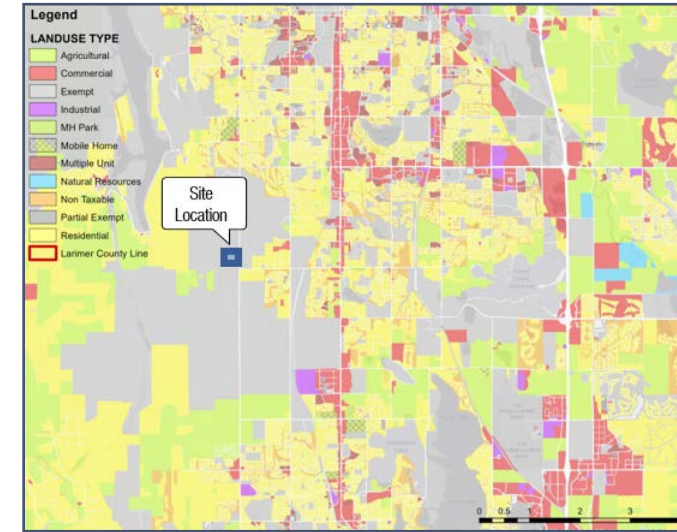 Legend
LANDUSE TYPE
Agricultural
Commercial
Exempt
Industrial
MH Park
Mobile Home
Multiple Unit
Natural Resources
Non Taxable
Partial Exempt
Residential
Larimer County Line
Site
Location
0 0.5 1 2 3